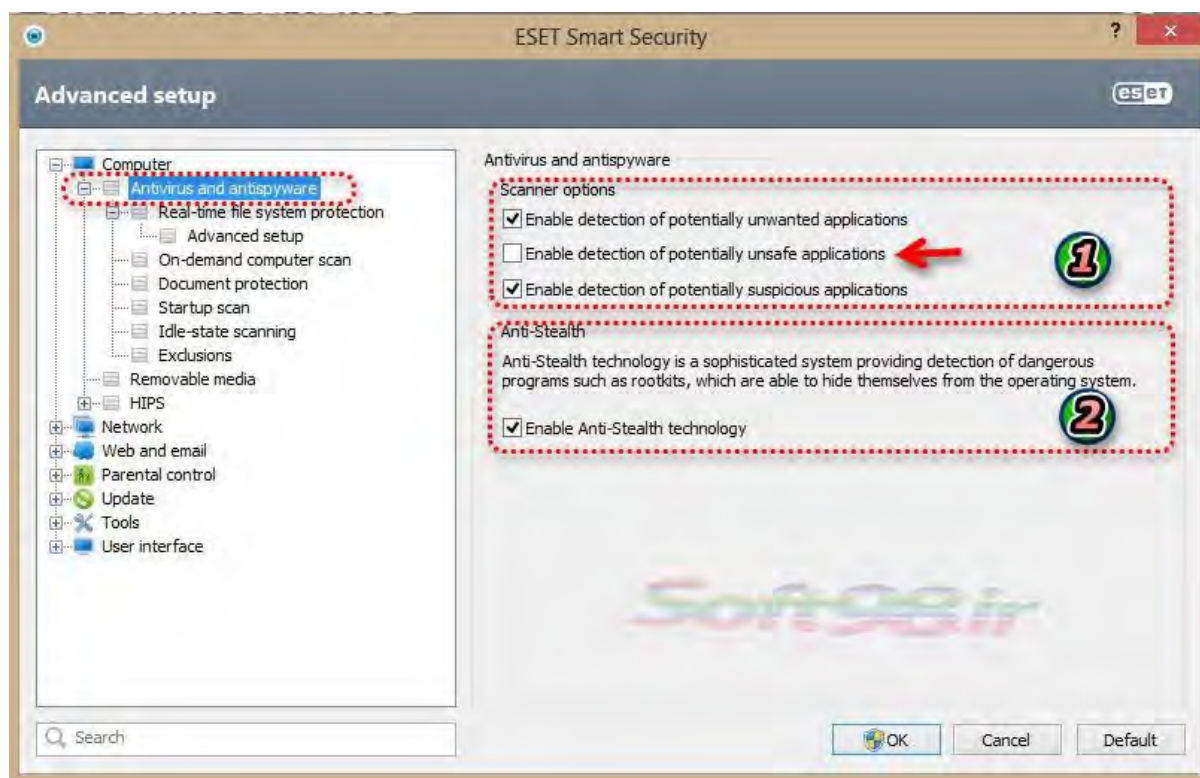 ESET Smart Security
?
×
Advanced setup
eset
Computer
Antivirus and antispyware
Real-time file system protection
Advanced setup
On-demand computer scan
Document protection
Startup scan
Idle-state scanning
Exclusions
Removable media
HIPS
Network
Web and email
Parental control
Update
Tools
User interface
Search
Antivirus and antispyware
Scanner options
Enable detection of potentially unwanted applications
Enable detection of potentially unsafe applications
1
Enable detection of potentially suspicious applications
Anti-Stealth
Anti-Stealth technology is a sophisticated system providing detection of dangerous
programs such as rootkits, which are able to hide themselves from the operating system.
2
Enable Anti-Stealth technology
Soft98.ir
OK
Cancel
Default